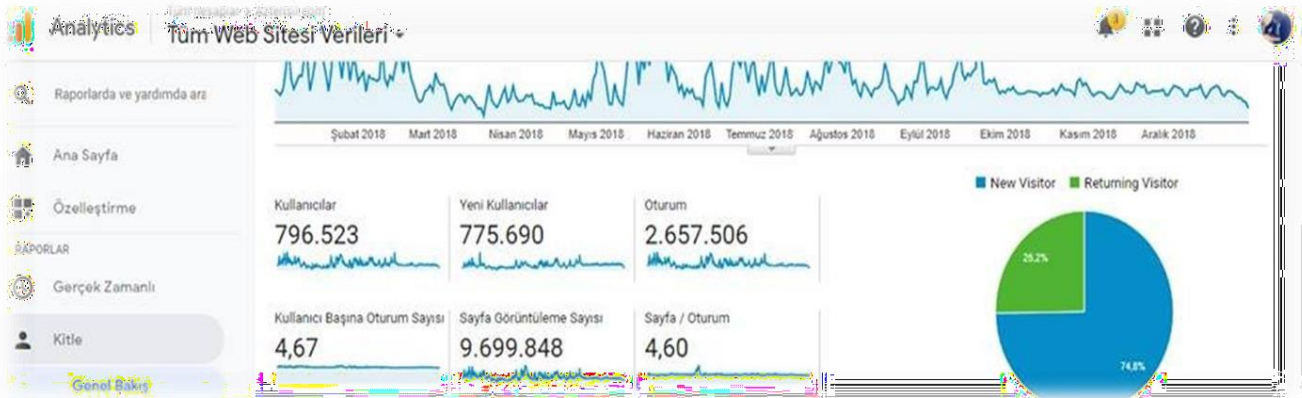 Analytics
Tüm Web Sitesi Verileri
3
Raporlarda ve yardımda ara
Ana Sayfa
Özelleştirme
RAPORLAR
Gerçek Zamanlı
Kitle
Genel Bakış
Şubat 2018 Mart 2018 Nisan 2018 Mayıs 2018 Haziran 2018 Temmuz 2018 Ağustos 2018 Eylül 2018 Ekim 2018 Kasım 2018 Aralık 2018
New Visitor Returning Visitor
Kullanıcılar Yeni Kullanıcılar Oturum
796.523 775.690 2.657.506
Kullanıcı Başına Oturum Sayısı Sayfa Görüntüleme Sayısı Sayfa / Oturum
4,67 9.699.848 4,60
74,8%